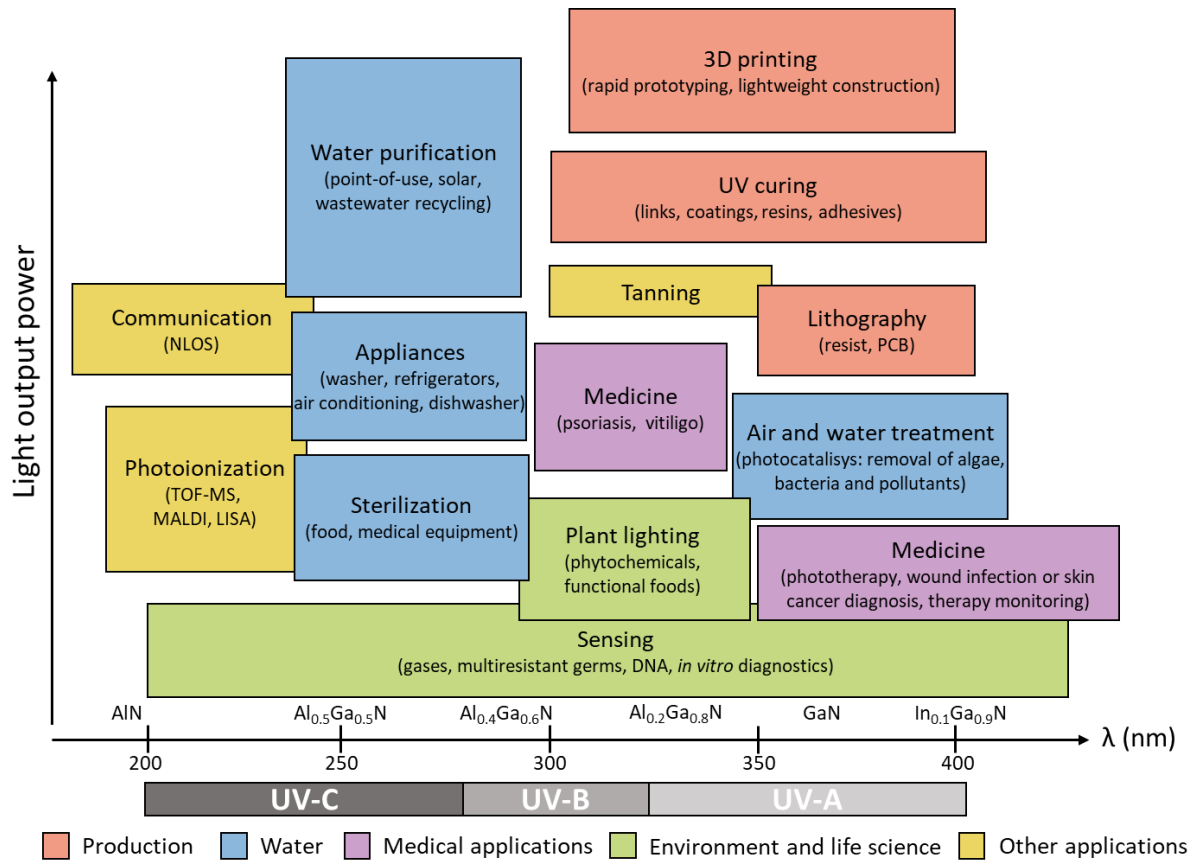 3D printing
(rapid prototyping, lightweight construction)
Water purification
(point-of-use, solar,
wastewater recycling)
UV curing
(links, coatings, resins, adhesives)
Tanning
Communication
(NLOS)
Lithography
(resist, PCB)
Appliances
(washer, refrigerators,
air conditioning, dishwasher)
Medicine
(psoriasis, vitiligo)
Air and water treatment
(photocatalisys: removal of algae,
bacteria and pollutants)
Photoionization
(TOF-MS,
MALDI, LISA)
Sterilization
(food, medical equipment)
Plant lighting
(phytochemicals,
functional foods)
Medicine
(phototherapy, wound infection or skin
cancer diagnosis, therapy monitoring)
Sensing
(gases, multiresistant germs, DNA, in vitro diagnostics)
Light output power
AlN Al0.5Ga0.5N Al0.4Ga0.6N Al0.2Ga0.8N GaN In0.1Ga0.9N
λ (nm)
200 250 300 350 400
UV-C UV-B UV-A
Production Water Medical applications Environment and life science Other applications